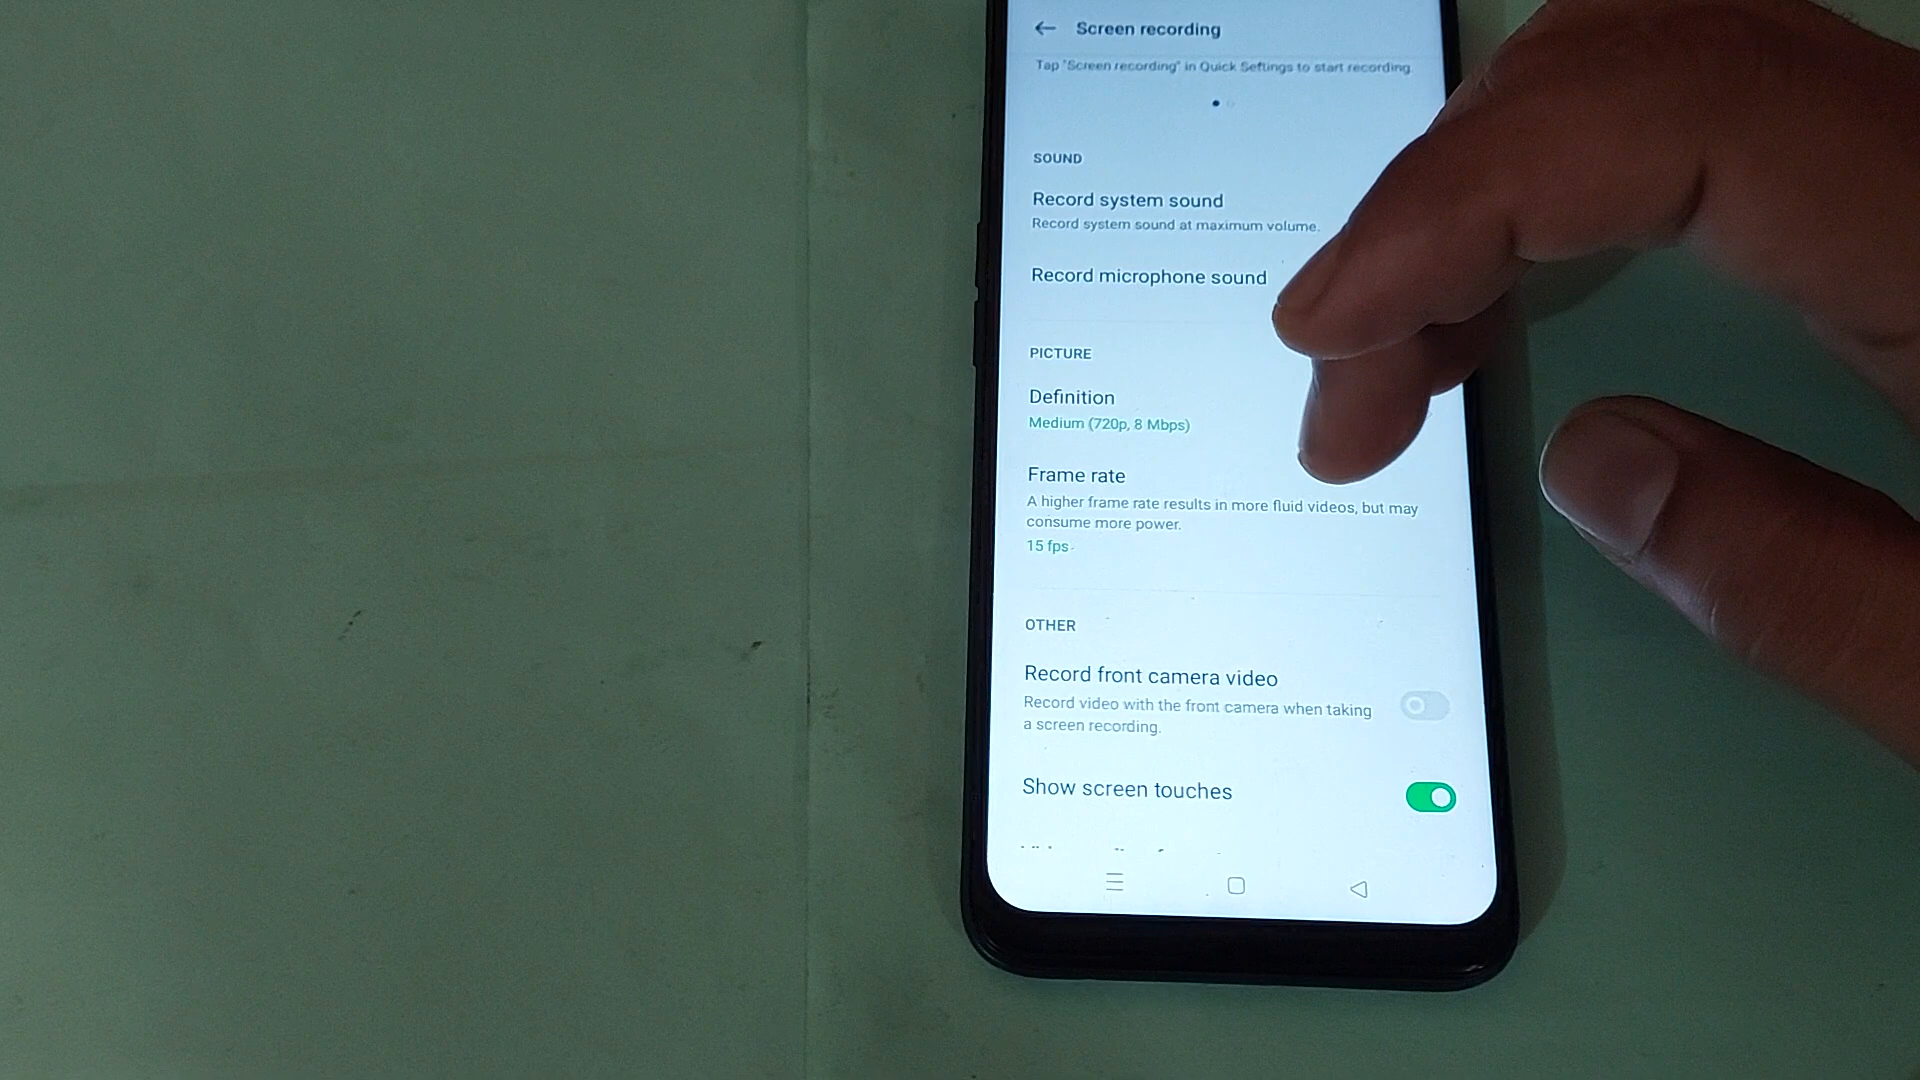 Screen recording
Tap "Screen recording" in Quick Settings to start recording.
SOUND
Record system sound
Record system sound at maximum volume.
Record microphone sound
PICTURE
Definition
Medium (720p, 8 Mbps)
Frame rate
A higher frame rate results in more fluid videos, but may
consume more power.
15 fps
OTHER
Record front camera video
Record video with the front camera when taking
a screen recording.
Show screen touches